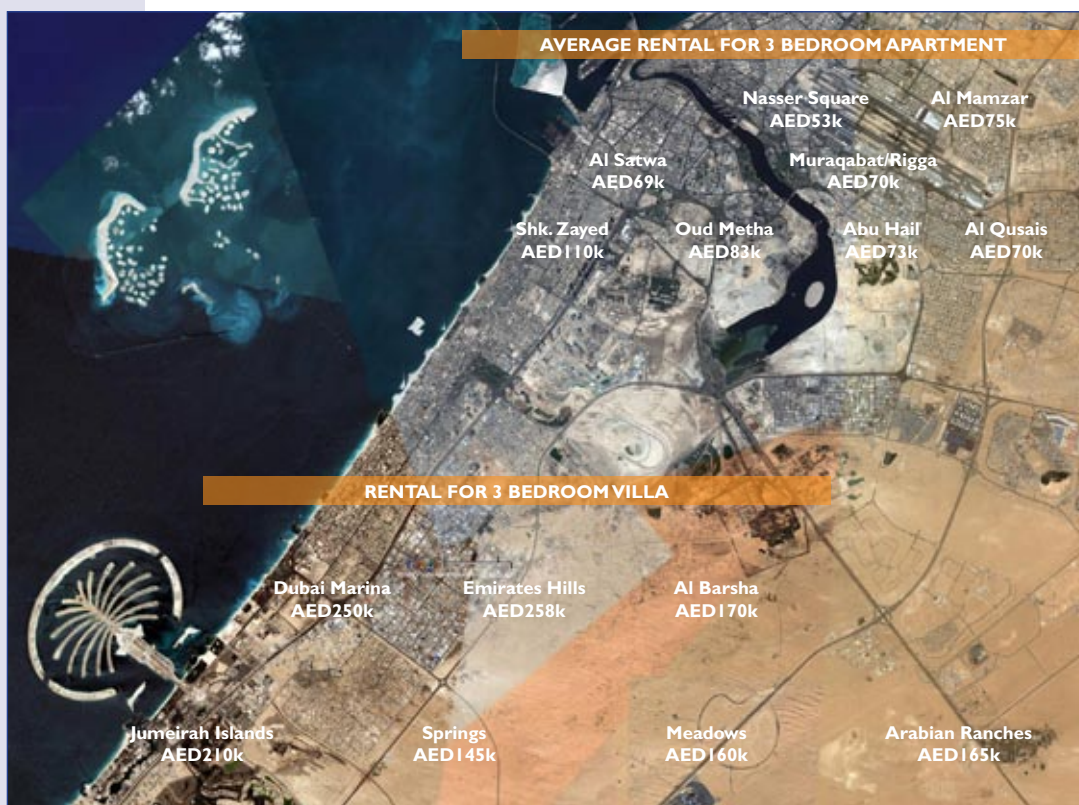 AVERAGE RENTAL FOR 3 BEDROOM APARTMENT
Nasser Square
AED53k
Al Mamzar
AED75k
Al Satwa
AED69k
Muraqabat/Rigga
AED70k
Shk. Zayed
AED110k
Oud Metha
AED83k
Abu Hail
AED73k
Al Qusais
AED70k
RENTAL FOR 3 BEDROOM VILLA
Dubai Marina
AED250k
Emirates Hills
AED258k
Al Barsha
AED170k
Jumeirah Islands
AED210k
Springs
AED145k
Meadows
AED160k
Arabian Ranches
AED165k